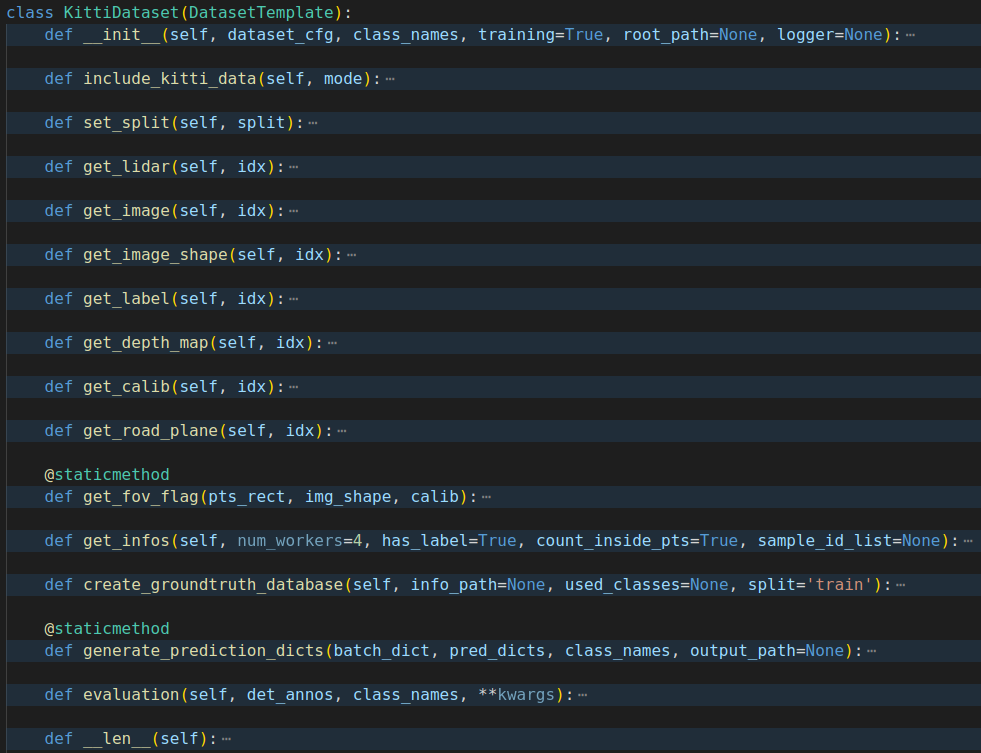 class KittiDataset(DatasetTemplate):
    def __init__(self, dataset_cfg, class_names, training=True, root_path=None, logger=None):⋯
    def include_kitti_data(self, mode):⋯
    def set_split(self, split):⋯
    def get_lidar(self, idx):⋯
    def get_image(self, idx):⋯
    def get_image_shape(self, idx):⋯
    def get_label(self, idx):⋯
    def get_depth_map(self, idx):⋯
    def get_calib(self, idx):⋯
    def get_road_plane(self, idx):⋯
    @staticmethod
    def get_fov_flag(pts_rect, img_shape, calib):⋯
    def get_infos(self, num_workers=4, has_label=True, count_inside_pts=True, sample_id_list=None):⋯
    def create_groundtruth_database(self, info_path=None, used_classes=None, split='train'):⋯
    @staticmethod
    def generate_prediction_dicts(batch_dict, pred_dicts, class_names, output_path=None):⋯
    def evaluation(self, det_annos, class_names, **kwargs):⋯
    def __len__(self):⋯